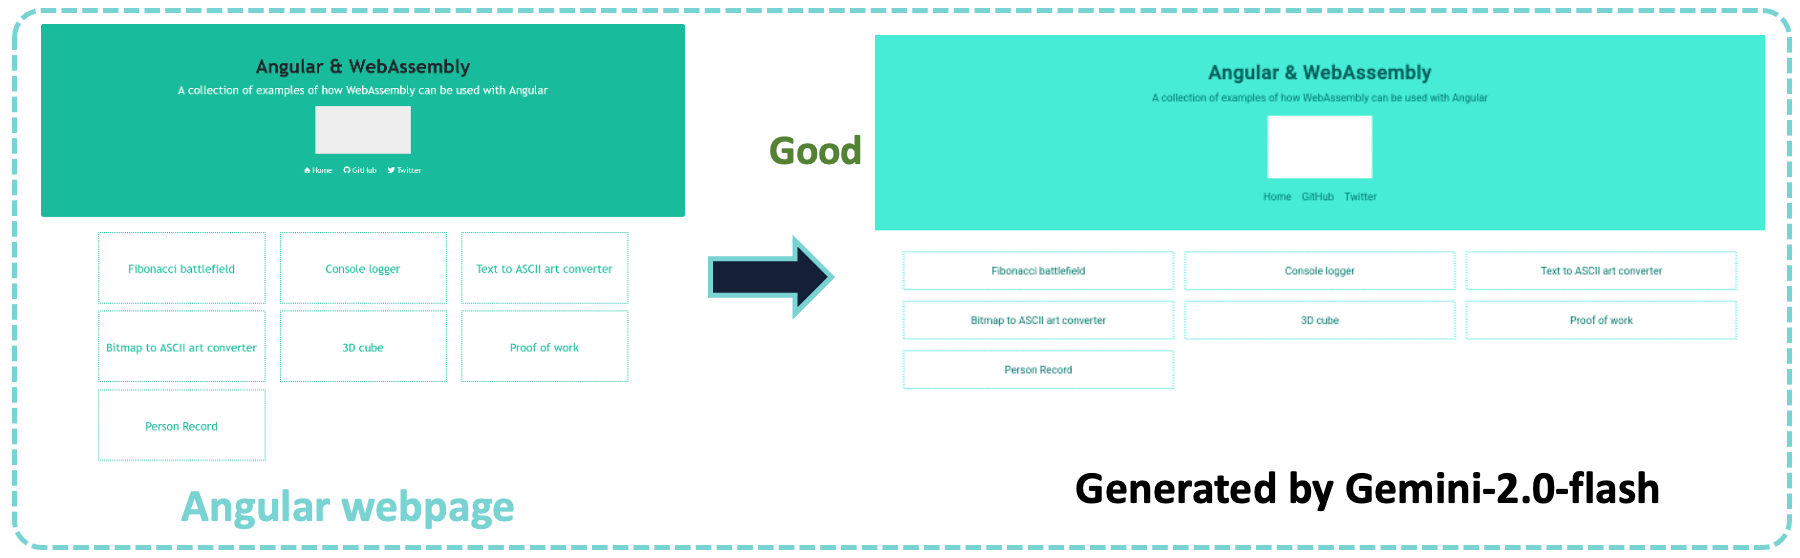 Angular & WebAssembly
A collection of examples of how WebAssembly can be used with Angular
Home GitHub Twitter
Fibonacci battlefield
Console logger
Text to ASCII art converter
Bitmap to ASCII art converter
3D cube
Proof of work
Person Record
Angular webpage
Good
Angular & WebAssembly
A collection of examples of how WebAssembly can be used with Angular
Home GitHub Twitter
Fibonacci battlefield
Console logger
Text to ASCII art converter
Bitmap to ASCII art converter
3D cube
Proof of work
Person Record
Generated by Gemini-2.0-flash